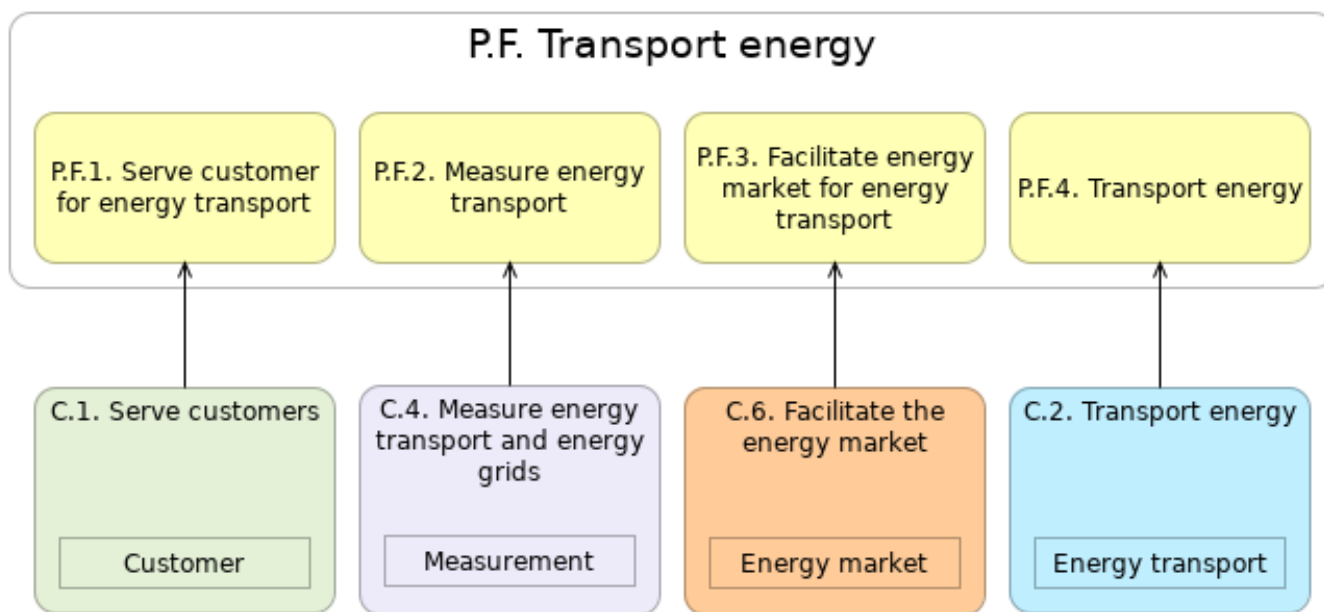 P.F. Transport energy
P.F.1. Serve customer
for energy transport
P.F.2. Measure energy
transport
P.F.3. Facilitate energy
market for energy
transport
P.F.4. Transport energy
C.1. Serve customers
Customer
C.4. Measure energy
transport and energy
grids
Measurement
C.6. Facilitate the
energy market
Energy market
C.2. Transport energy
Energy transport